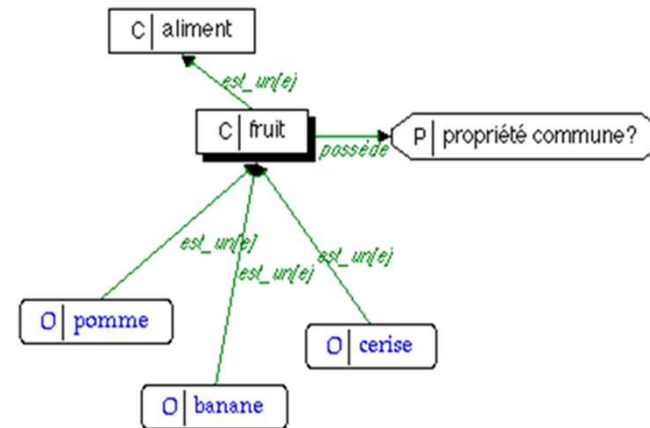 C aliment
est_un(e)
C fruit
possède
P propriété commune?
est_un(e)
est_un(e)
est_un(e)
O pomme
O cerise
O banane